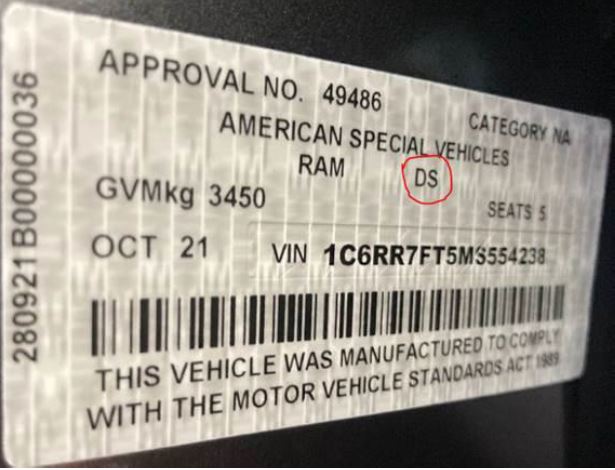 APPROVAL NO. 49486
CATEGORY NA
AMERICAN SPECIAL VEHICLES
RAM DS
GVMkg 3450
SEATS 5
OCT 21 VIN 1C6RR7FT5MS554238
THIS VEHICLE WAS MANUFACTURED TO COMPLY
WITH THE MOTOR VEHICLE STANDARDS ACT 1989
280921B00000036